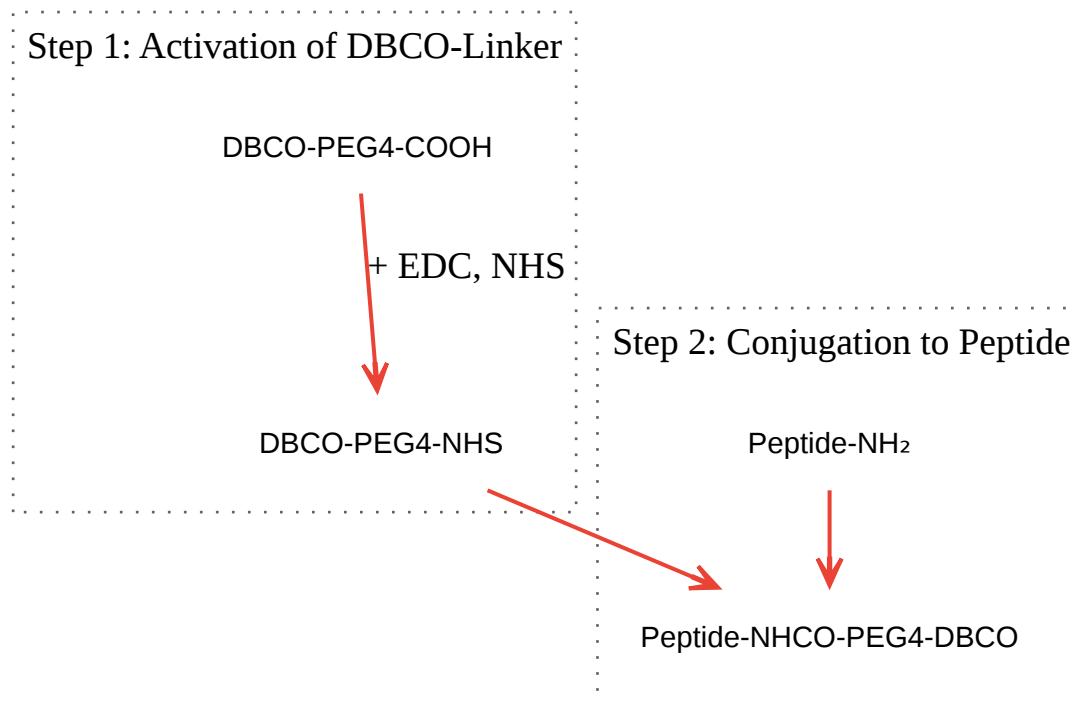 Step 1: Activation of DBCO-Linker
DBCO-PEG4-COOH
+ EDC, NHS
DBCO-PEG4-NHS
Step 2: Conjugation to Peptide
Peptide-NH₂
Peptide-NHCO-PEG4-DBCO